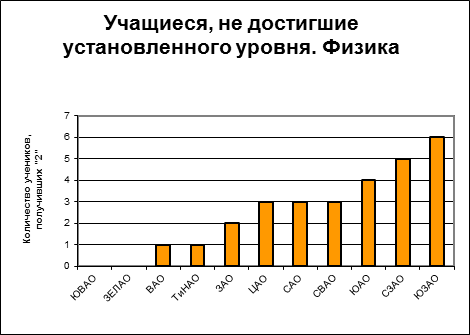 Учащиеся, не достигшие
установленного уровня. Физика
Количество учеников,
получивших "2"
7
6
5
4
3
2
1
0
ЮВАО
ЗЕЛАО
ВАО
ТиНАО
ЗАО
ЦАО
САО
СВАО
ЮАО
СЗАО
ЮЗАО